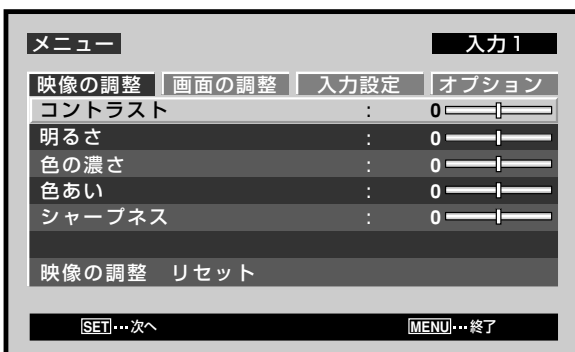 メニュー 入力1
映像の調整 画面の調整 入力設定 オプション
コントラスト : 0
明るさ : 0
色の濃さ : 0
色あい : 0
シャープネス : 0
映像の調整 リセット
SET…次へ MENU…終了